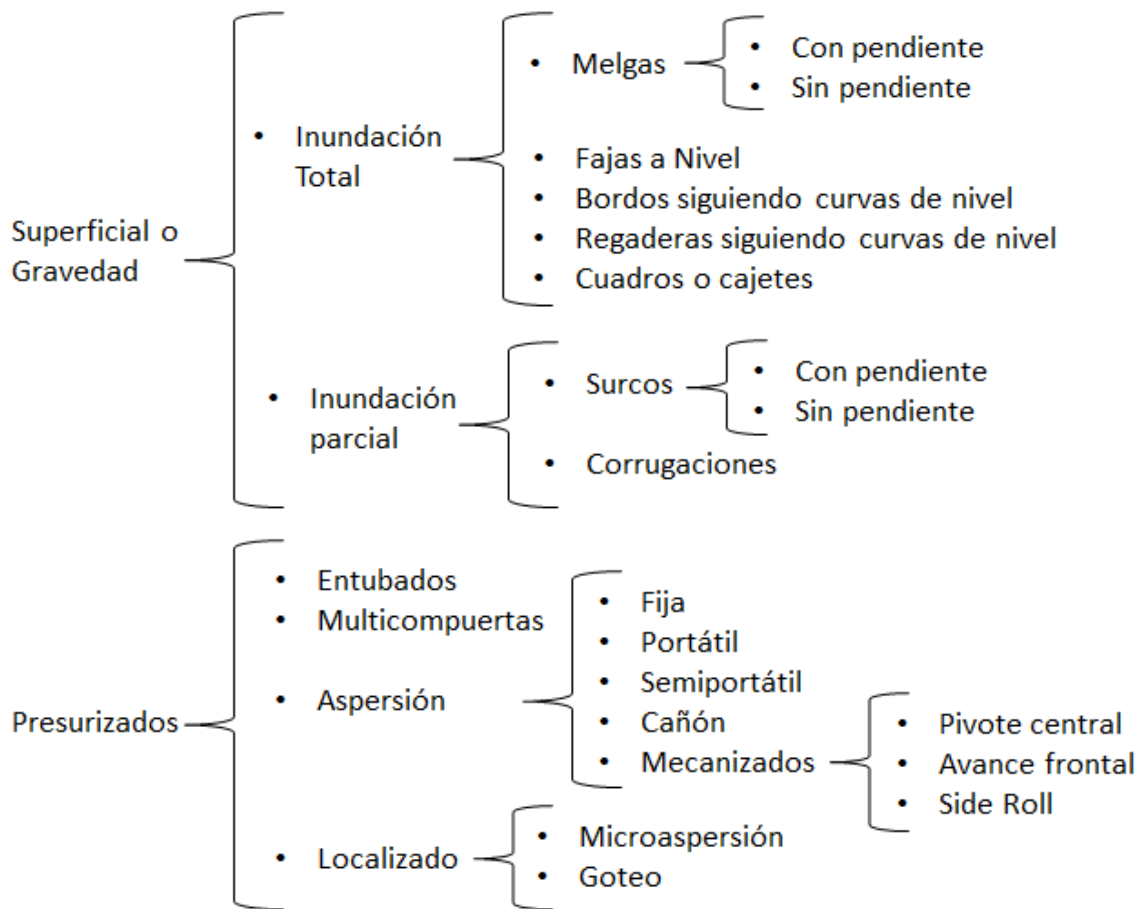 Superficial o
Gravedad
• Inundación
Total
• Melgas
• Con pendiente
• Sin pendiente
• Fajas a Nivel
• Bordos siguiendo curvas de nivel
• Regaderas siguiendo curvas de nivel
• Cuadros o cajetes
• Inundación
parcial
• Surcos
• Con pendiente
• Sin pendiente
• Corrugaciones
Presurizados
• Entubados
• Multicompuertas
• Aspersión
• Fija
• Portátil
• Semiportátil
• Cañón
• Mecanizados
• Pivote central
• Avance frontal
• Side Roll
• Localizado
• Microaspersión
• Goteo